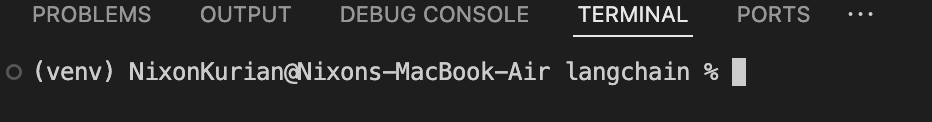 PROBLEMS OUTPUT DEBUG CONSOLE TERMINAL PORTS ...
(venv) NixonKurian@Nixons-MacBook-Air langchain %